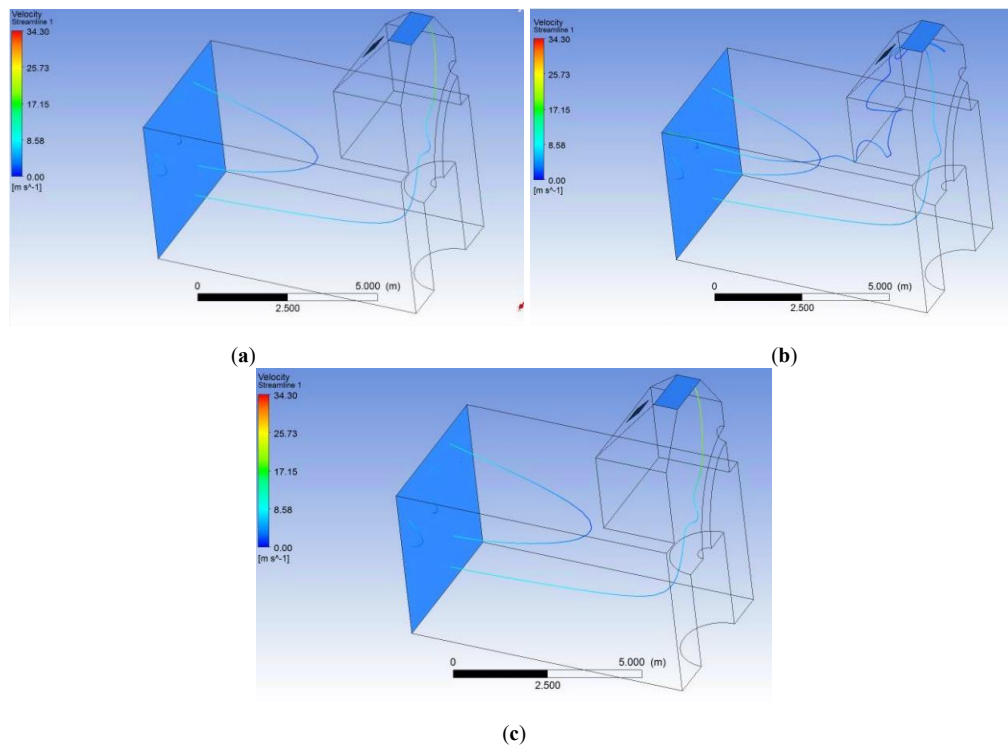 Velocity
Streamline 1
34.30
25.73
17.15
8.58
0.00
[m s^-1]
0 5.000 (m)
2.500
(a)
Velocity
Streamline 1
34.30
25.73
17.15
8.58
0.00
[m s^-1]
0 5.000 (m)
2.500
(b)
Velocity
Streamline 1
34.30
25.73
17.15
8.58
0.00
[m s^-1]
0 5.000 (m)
2.500
(c)